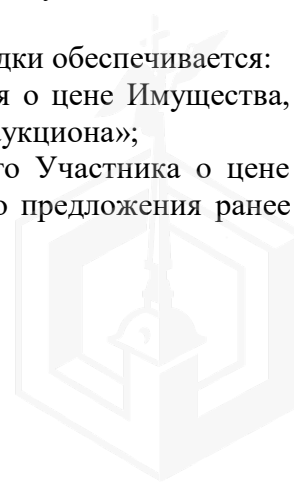 дки обеспечивается:
я о цене Имущества,
укциона»;
го Участника о цене
о предложения ранее